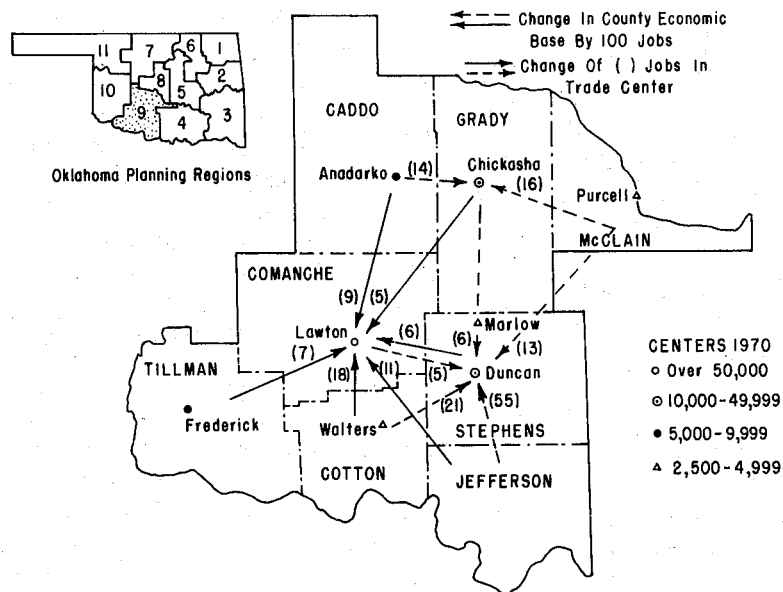 Change In County Economic
Base By 100 Jobs
Change Of ( ) Jobs In
Trade Center
11
7
6
1
10
8
2
9
5
4
3
Oklahoma Planning Regions
CADDO
GRADY
Anadarko
(14)
Chickasha
(16)
Purcell
McCLAIN
COMANCHE
(9)
(5)
Lawton
(7)
(6)
(6)
Marlow
(13)
TILLMAN
(18)
(11)
(5)
Duncan
Frederick
Walters
(21)
(55)
STEPHENS
COTTON
JEFFERSON
CENTERS 1970
Over 50,000
10,000-49,999
5,000-9,999
2,500-4,999